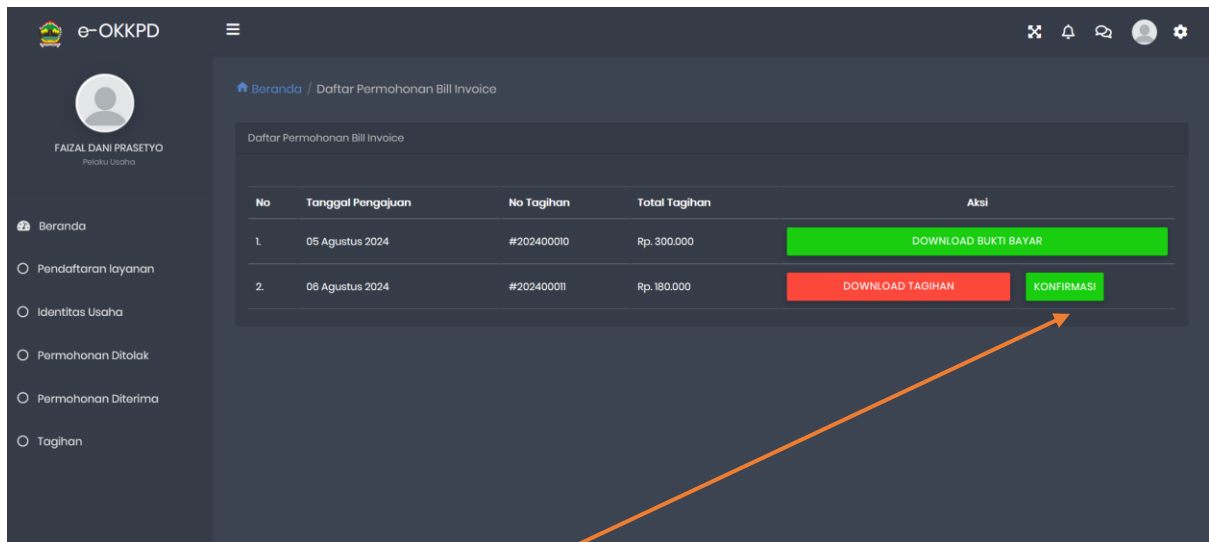 e-OKKPD
FAIZAL DANI PRASETYO
Pelaku Usaha
Beranda
Pendaftaran layanan
Identitas Usaha
Permohonan Ditolak
Permohonan Diterima
Tagihan
Beranda / Daftar Permohonan Bill Invoice
Daftar Permohonan Bill Invoice
No Tanggal Pengajuan No Tagihan Total Tagihan Aksi
1. 05 Agustus 2024 #202400010 Rp. 300.000 DOWNLOAD BUKTI BAYAR
2. 06 Agustus 2024 #202400011 Rp. 180.000 DOWNLOAD TAGIHAN KONFIRMASI